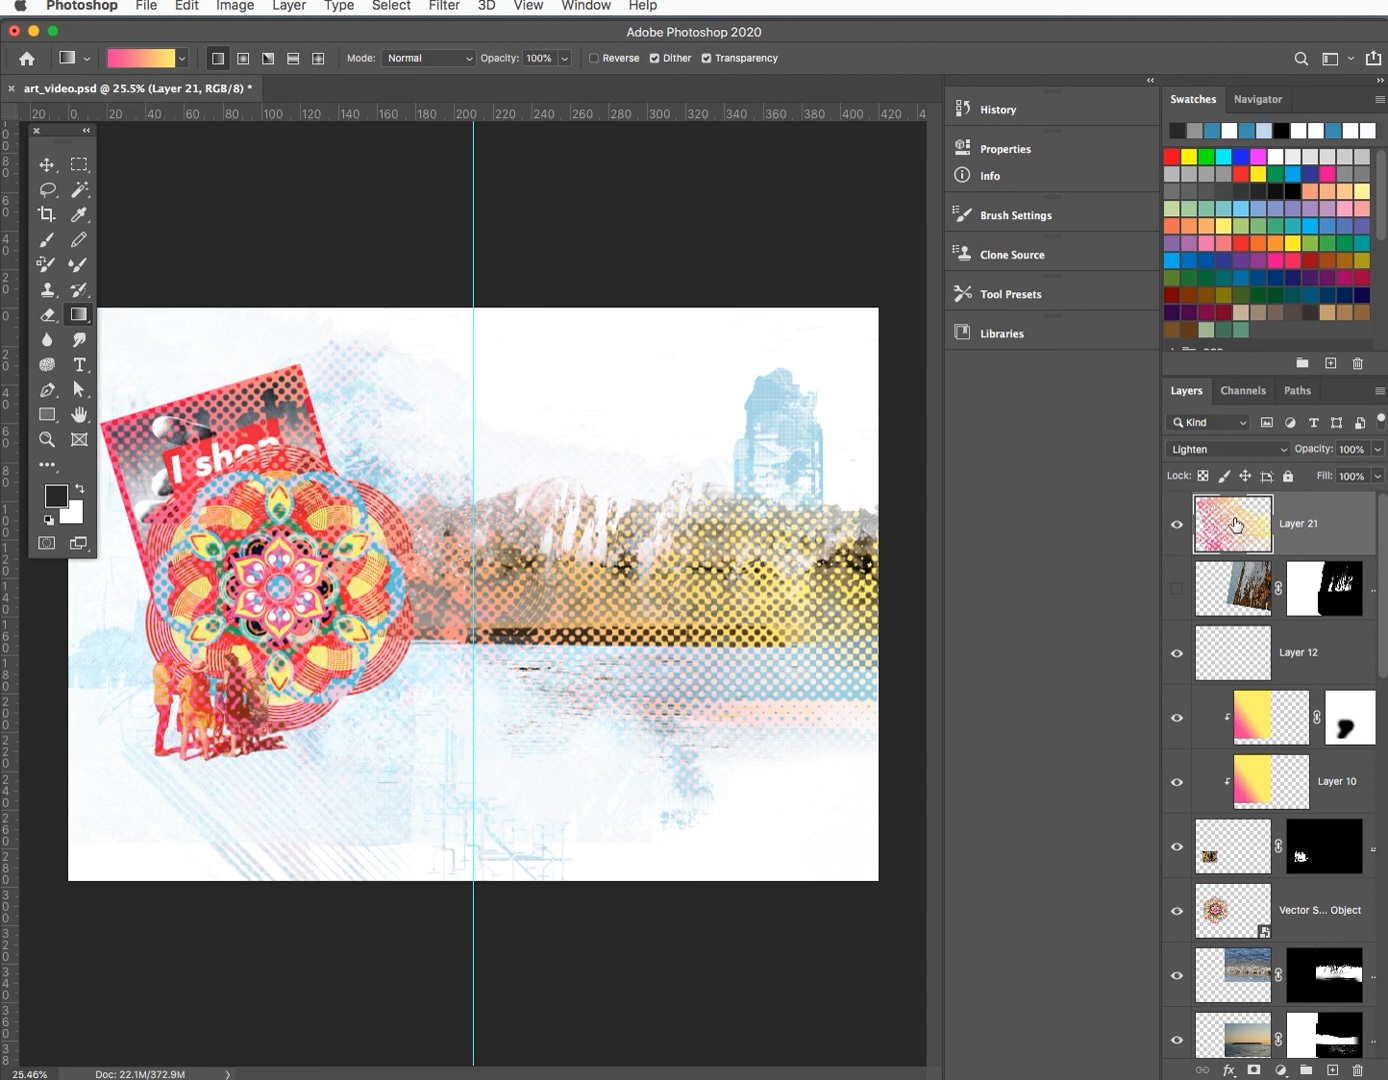 Photoshop File Edit Image Layer Type Select Filter 3D View Window Help
Adobe Photoshop 2020
Mode: Normal Opacity: 100% Reverse Dither Transparency
art_video.psd @ 25.5% (Layer 21, RGB/8) *
20 0 20 40 60 80 100 120 140 160 180 200 220 240 260 280 300 320 340 360 380 400 420 4
History
Properties
Info
Brush Settings
Clone Source
Tool Presets
Libraries
Swatches Navigator
Layers Channels Paths
Kind
Lighten Opacity: 100%
Lock: Fill: 100%
Layer 21
Layer 12
Layer 10
Vector S... Object
I shop
25.46% Doc: 22.1M/372.9M